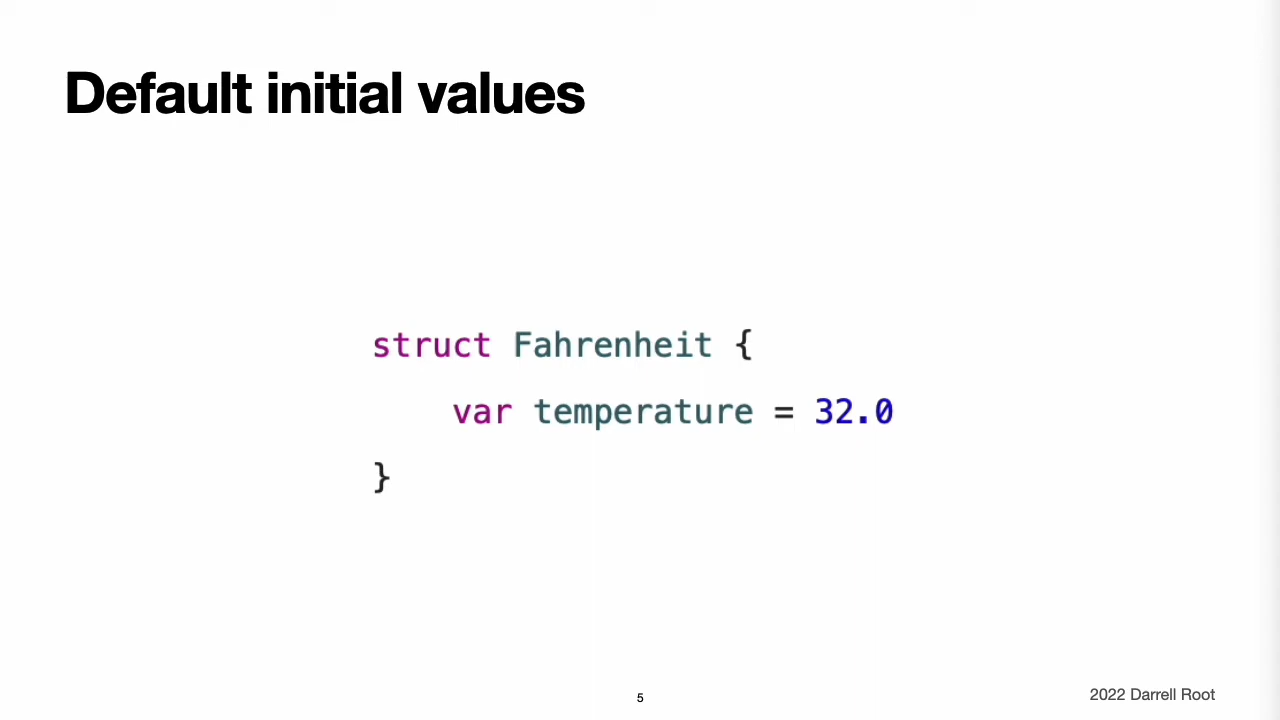 Default initial values
struct Fahrenheit {
    var temperature = 32.0
}
5
2022 Darrell Root